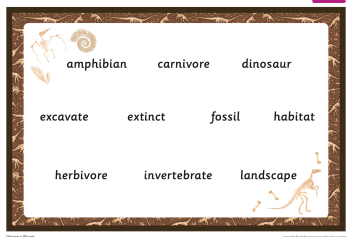 amphibian carnivore dinosaur
excavate extinct fossil habitat
herbivore invertebrate landscape